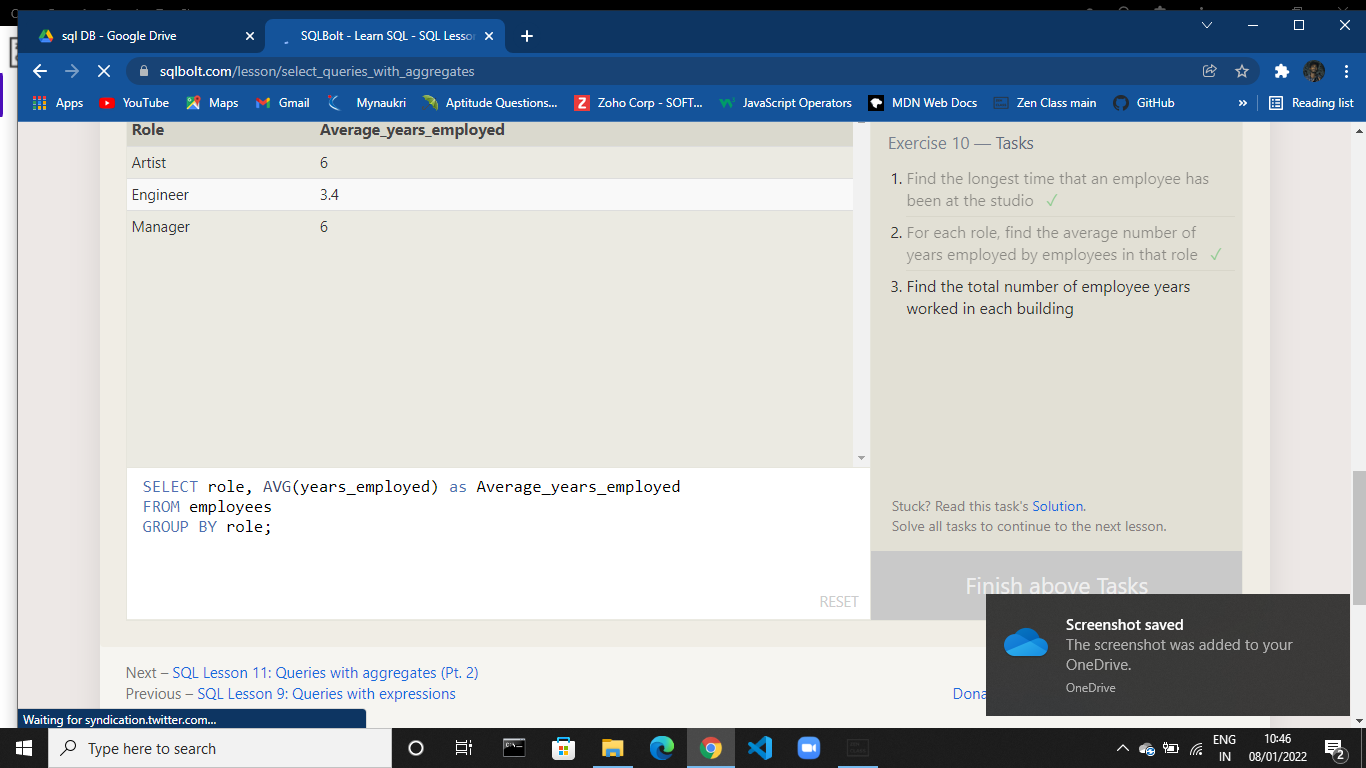 sql DB - Google Drive
SQLBolt - Learn SQL - SQL Lesson
sqlbolt.com/lesson/select_queries_with_aggregates
Apps YouTube Maps Gmail Mynaukri Aptitude Questions... Zoho Corp - SOFT... JavaScript Operators MDN Web Docs Zen Class main GitHub » Reading list
Role Average_years_employed
Artist 6
Engineer 3.4
Manager 6
SELECT role, AVG(years_employed) as Average_years_employed
FROM employees
GROUP BY role;
RESET
Exercise 10 — Tasks
1. Find the longest time that an employee has
been at the studio ✓
2. For each role, find the average number of
years employed by employees in that role ✓
3. Find the total number of employee years
worked in each building
Stuck? Read this task's Solution.
Solve all tasks to continue to the next lesson.
Finish above Tasks
Next – SQL Lesson 11: Queries with aggregates (Pt. 2)
Previous – SQL Lesson 9: Queries with expressions
Screenshot saved
The screenshot was added to your
OneDrive.
OneDrive
Waiting for syndication.twitter.com...
Type here to search
ENG
IN
10:46
08/01/2022
2